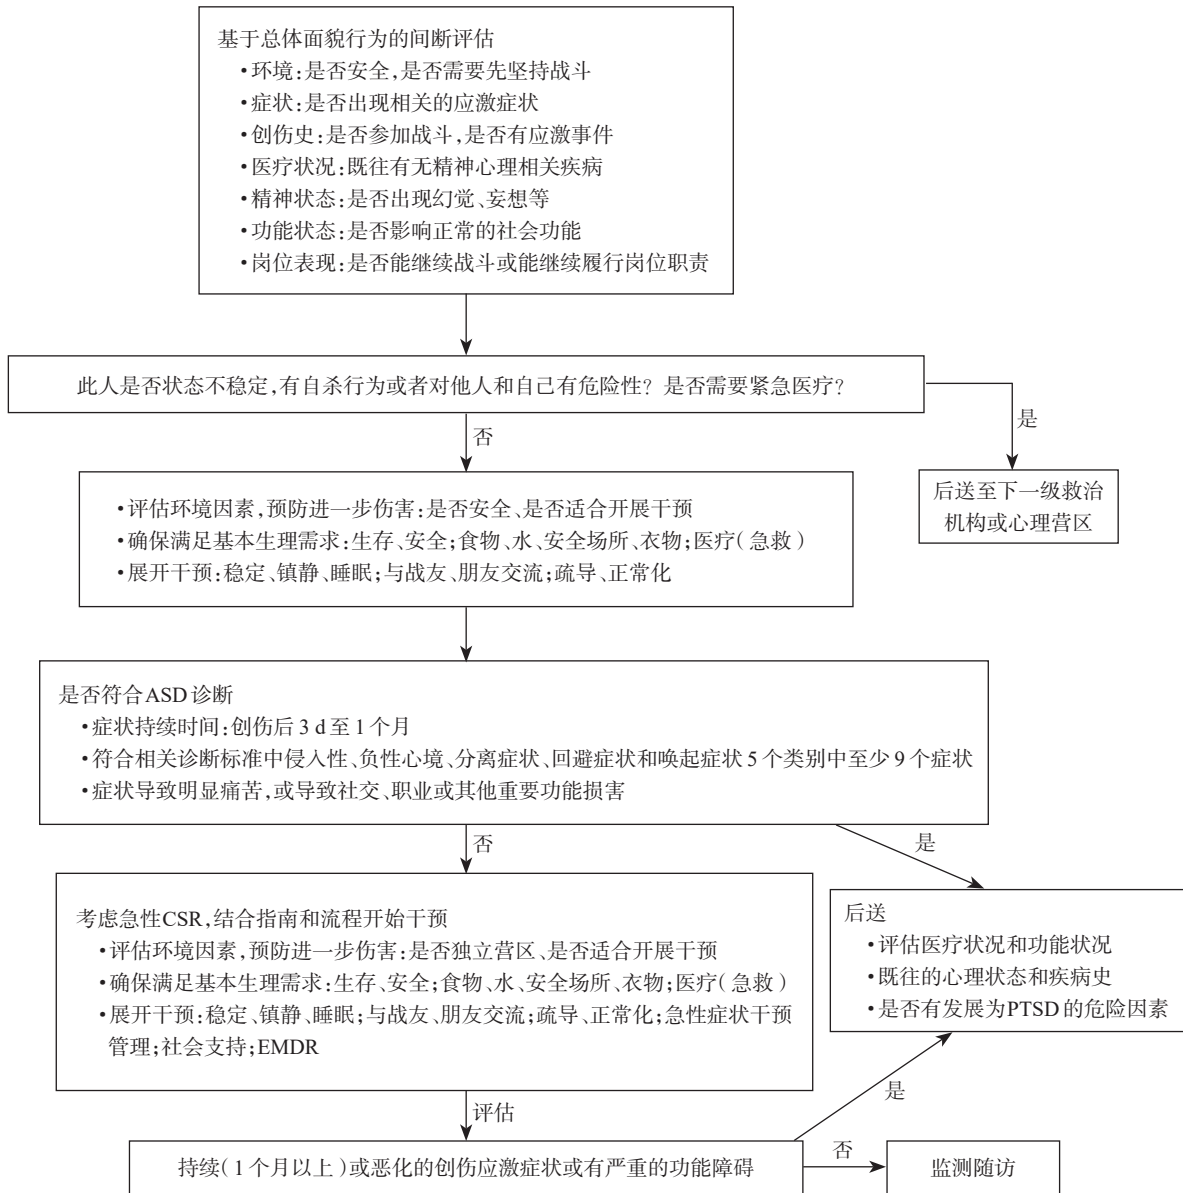 基于总体面貌行为的间断评估
•环境:是否安全,是否需要先坚持战斗
•症状:是否出现相关的应激症状
•创伤史:是否参加战斗,是否有应激事件
•医疗状况:既往有无精神心理相关疾病
•精神状态:是否出现幻觉、妄想等
•功能状态:是否影响正常的社会功能
•岗位表现:是否能继续战斗或能继续履行岗位职责
此人是否状态不稳定,有自杀行为或者对他人和自己有危险性? 是否需要紧急医疗?
是
否
后送至下一级救治
机构或心理营区
•评估环境因素,预防进一步伤害:是否安全、是否适合开展干预
•确保满足基本生理需求:生存、安全;食物、水、安全场所、衣物;医疗(急救)
•展开干预:稳定、镇静、睡眠;与战友、朋友交流;疏导、正常化
是否符合ASD诊断
•症状持续时间:创伤后 3 d 至 1 个月
•符合相关诊断标准中侵入性、负性心境、分离症状、回避症状和唤起症状 5 个类别中至少 9 个症状
•症状导致明显痛苦,或导致社交、职业或其他重要功能损害
否
是
考虑急性CSR,结合指南和流程开始干预
•评估环境因素,预防进一步伤害:是否独立营区、是否适合开展干预
•确保满足基本生理需求:生存、安全;食物、水、安全场所、衣物;医疗(急救)
•展开干预:稳定、镇静、睡眠;与战友、朋友交流;疏导、正常化;急性症状干预
管理;社会支持;EMDR
后送
•评估医疗状况和功能状况
•既往的心理状态和疾病史
•是否有发展为PTSD的危险因素
评估
是
持续(1个月以上)或恶化的创伤应激症状或有严重的功能障碍
否
监测随访